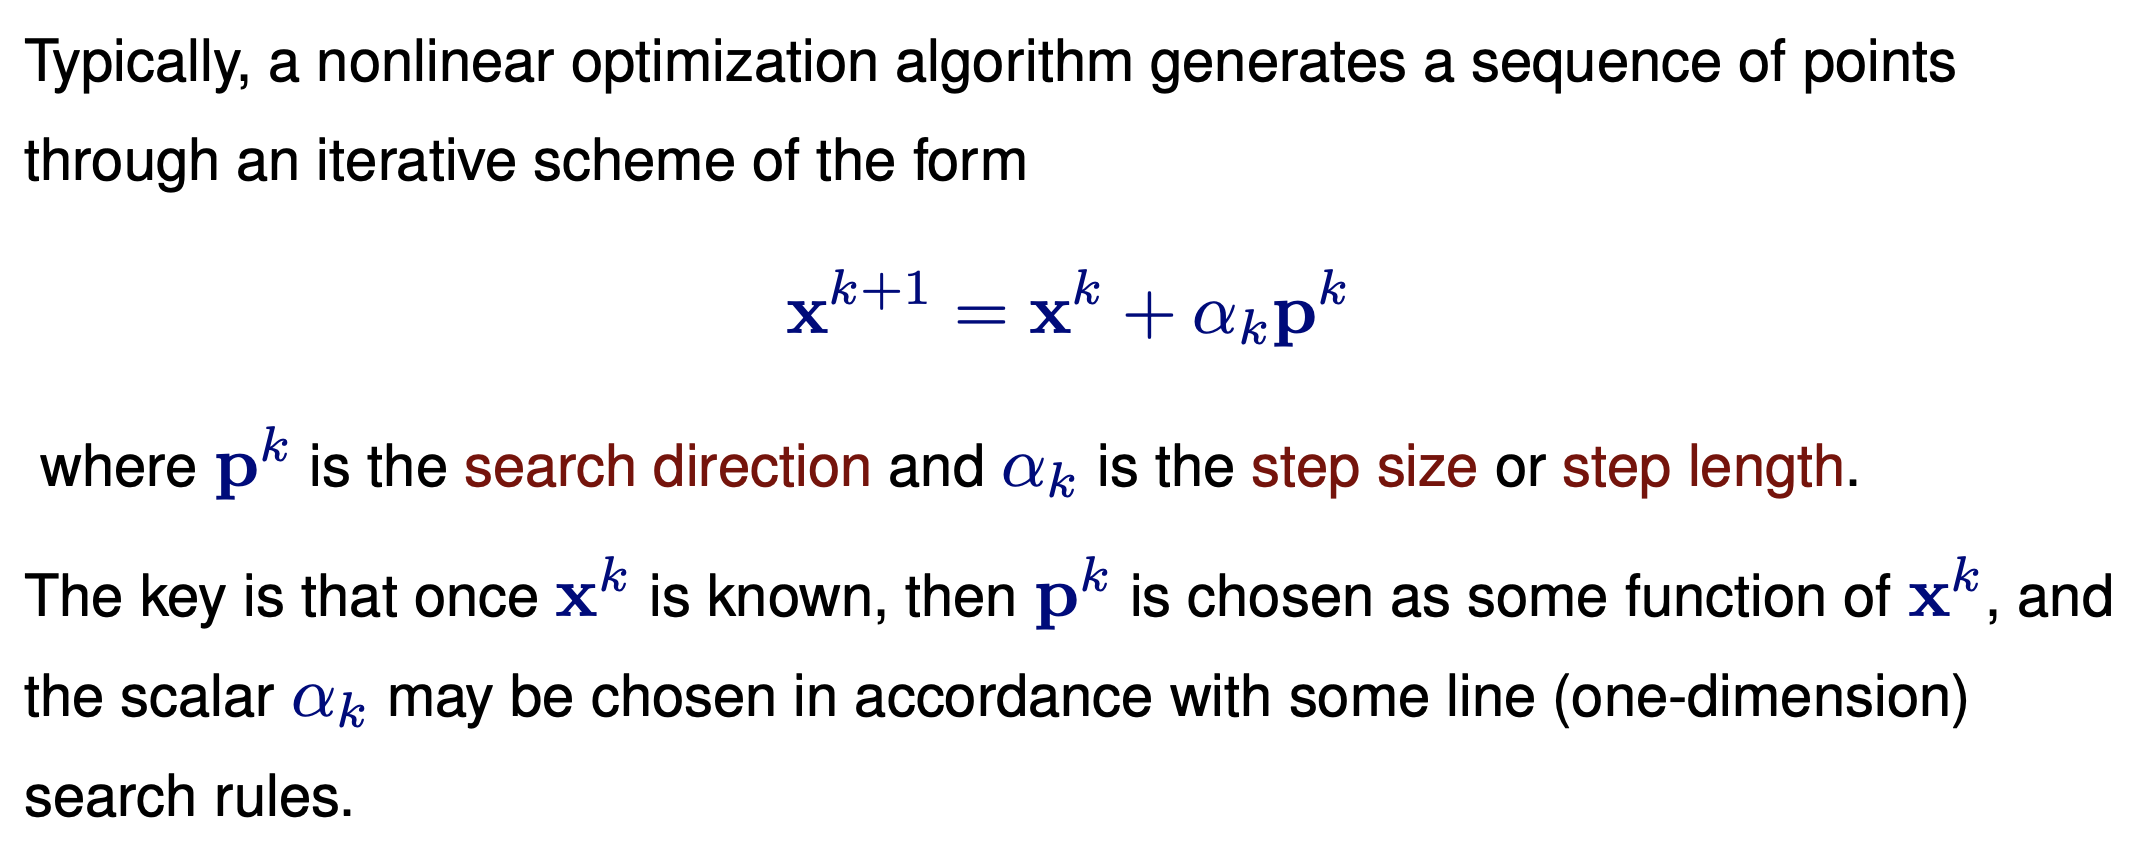 Typically, a nonlinear optimization algorithm generates a sequence of points
through an iterative scheme of the form
$\mathbf{x}^{k+1} = \mathbf{x}^k + \alpha_k \mathbf{p}^k$
where $\mathbf{p}^k$ is the search direction and $\alpha_k$ is the step size or step length.
The key is that once $\mathbf{x}^k$ is known, then $\mathbf{p}^k$ is chosen as some function of $\mathbf{x}^k$, and
the scalar $\alpha_k$ may be chosen in accordance with some line (one-dimension)
search rules.